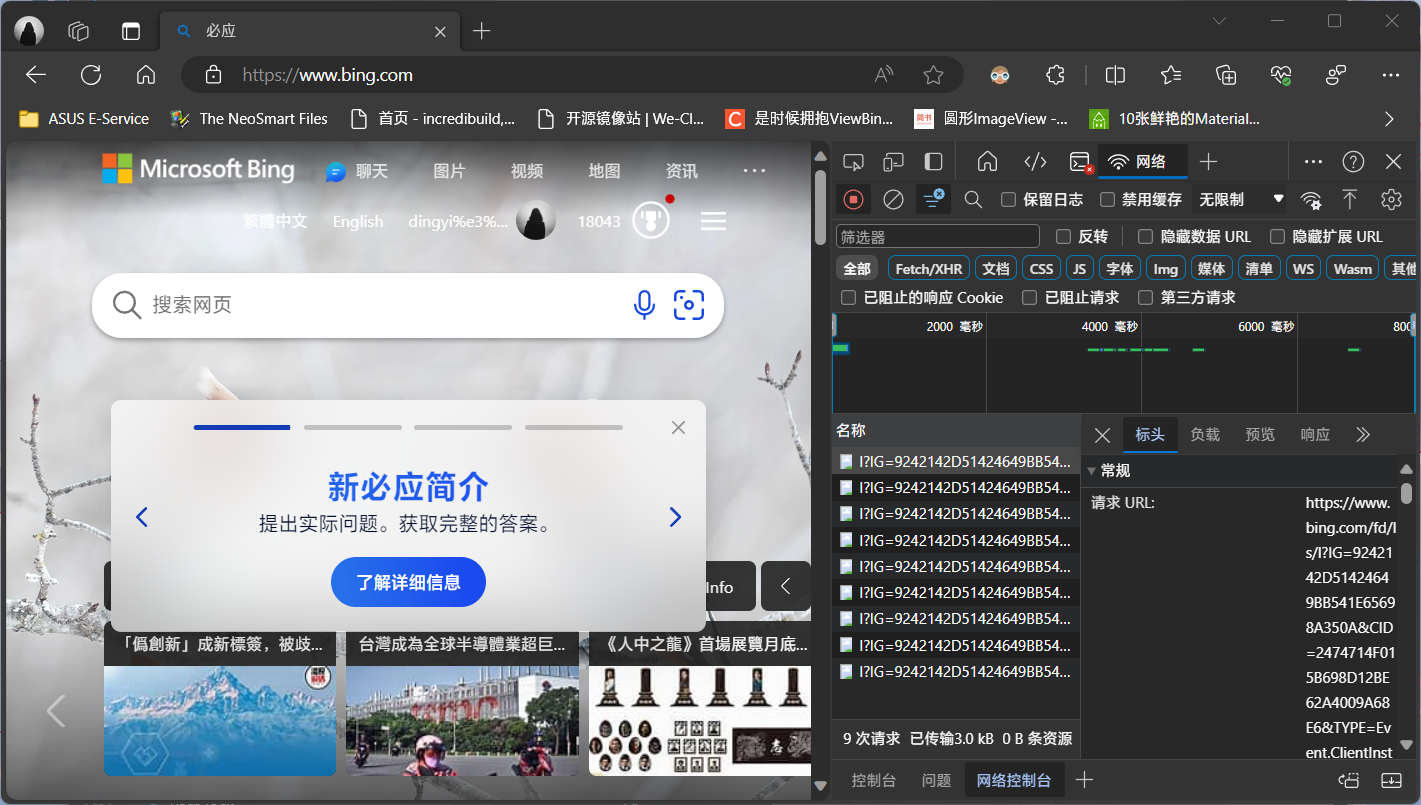 必应
https://www.bing.com
ASUS E-Service
The NeoSmart Files
首页 - incredibuild,...
开源镜像站 | We-Cl...
是时候拥抱ViewBin...
简书
圆形ImageView -...
10张鲜艳的Material...
Microsoft Bing
聊天
图片
视频
地图
资讯
繁體中文
English
dingyi%e3%...
18043
搜索网页
新必应简介
提出实际问题。获取完整的答案。
了解详细信息
Info
「僞創新」成新標簽，被歧...
台灣成為全球半導體業超巨...
《人中之龍》首場展覽月底...
网络
保留日志
禁用缓存
无限制
筛选器
反转
隐藏数据 URL
隐藏扩展 URL
全部
Fetch/XHR
文档
CSS
JS
字体
Img
媒体
清单
WS
Wasm
其他
已阻止的响应 Cookie
已阻止请求
第三方请求
2000 毫秒
4000 毫秒
6000 毫秒
800
名称
l?IG=9242142D51424649BB54...
l?IG=9242142D51424649BB54...
l?IG=9242142D51424649BB54...
l?IG=9242142D51424649BB54...
l?IG=9242142D51424649BB54...
l?IG=9242142D51424649BB54...
l?IG=9242142D51424649BB54...
l?IG=9242142D51424649BB54...
l?IG=9242142D51424649BB54...
9 次请求 已传输3.0 kB 0 B 条资源
标头
负载
预览
响应
常规
请求 URL:
https://www.
bing.com/fd/l
s/l?IG=92421
42D5142464
9BB541E6569
8A350A&CID
=2474714F01
5B698D12BE
62A4009A68
E6&TYPE=Ev
ent.ClientInst
控制台
问题
网络控制台